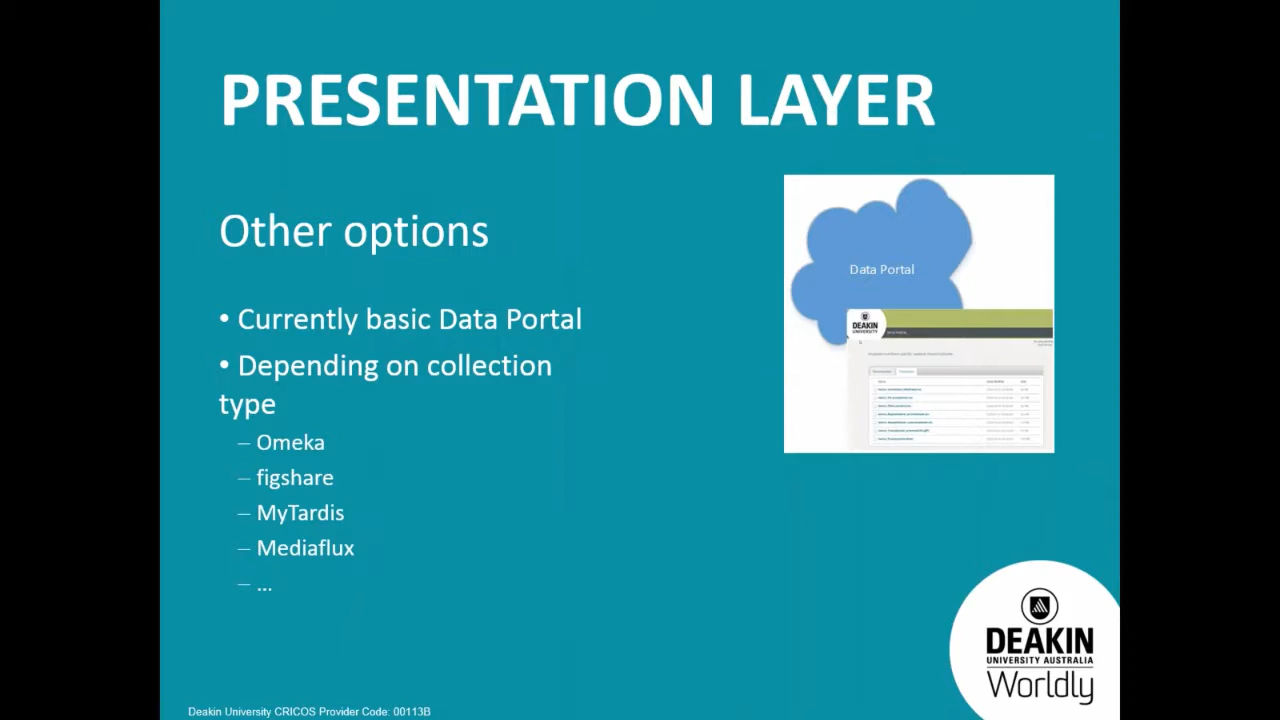 PRESENTATION LAYER
Other options
• Currently basic Data Portal
• Depending on collection
type
– Omeka
– figshare
– MyTardis
– Mediaflux
– ...
Data Portal
DEAKIN
UNIVERSITY
DEAKIN
UNIVERSITY AUSTRALIA
Worldly
Deakin University CRICOS Provider Code: 00113B